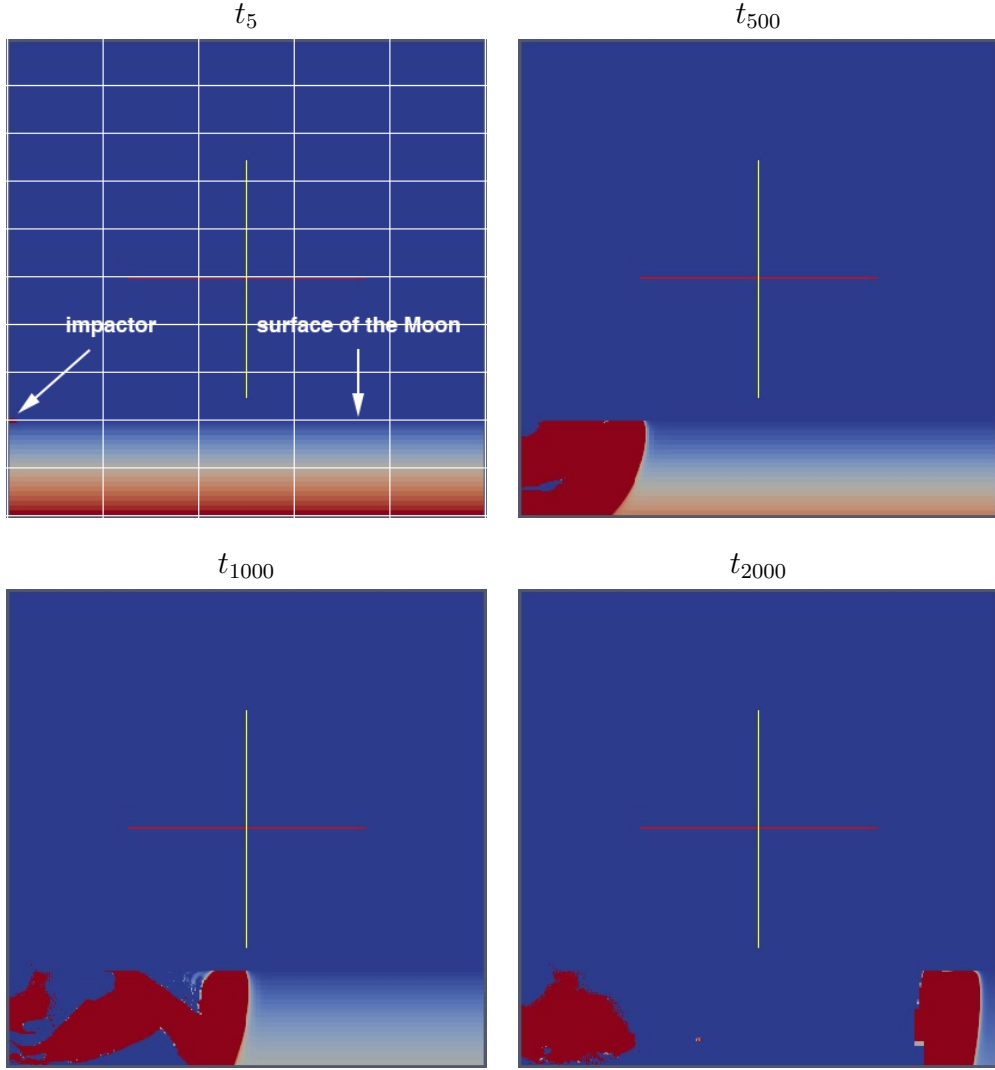 t₅
t₅₀₀
impactor
surface of the Moon
t₁₀₀₀
t₂₀₀₀